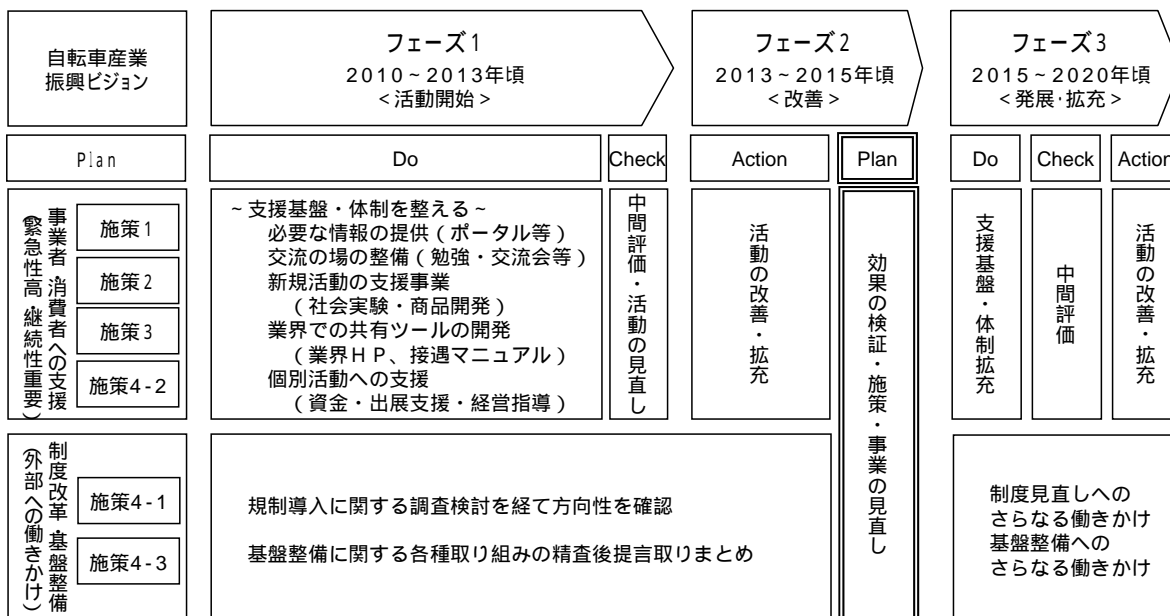 自転車産業
振興ビジョン
フェーズ1
2010~2013年頃
<活動開始>
フェーズ2
2013~2015年頃
<改善>
フェーズ3
2015~2020年頃
<発展・拡充>
Plan
Do
Check
Action
Plan
Do
Check
Action
事業者・消費者への支援
(緊急性高・継続性重要)
施策1
施策2
施策3
施策4-2
~支援基盤・体制を整える~
必要な情報の提供(ポータル等)
交流の場の整備(勉強・交流会等)
新規活動の支援事業
(社会実験・商品開発)
業界での共有ツールの開発
(業界HP、接遇マニュアル)
個別活動への支援
(資金・出展支援・経営指導)
中間評価・活動の見直し
活動の改善・拡充
効果の検証・施策・事業の見直し
支援基盤・体制拡充
中間評価
活動の改善・拡充
制度改革・基盤整備
(外部への働きかけ)
施策4-1
施策4-3
規制導入に関する調査検討を経て方向性を確認
基盤整備に関する各種取り組みの精査後提言取りまとめ
制度見直しへの
さらなる働きかけ
基盤整備への
さらなる働きかけ